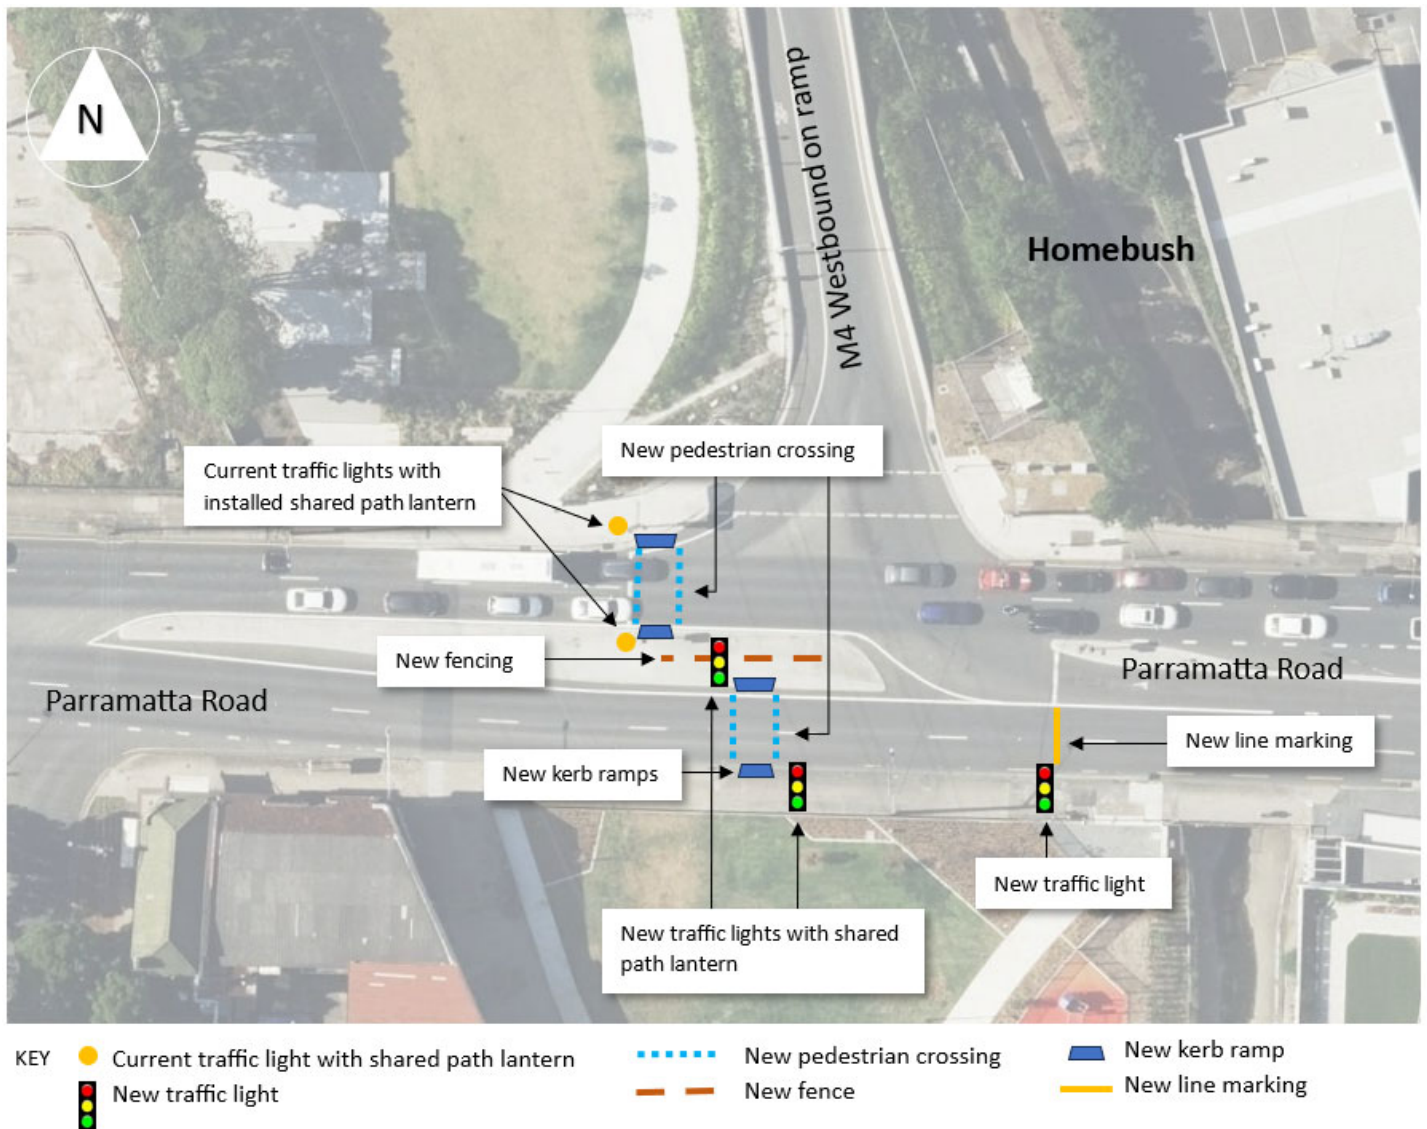 N
M4 Westbound on ramp
Homebush
New pedestrian crossing
Current traffic lights with
installed shared path lantern
New fencing
Parramatta Road
Parramatta Road
New line marking
New kerb ramps
New traffic light
New traffic lights with shared
path lantern
KEY
Current traffic light with shared path lantern
New pedestrian crossing
New kerb ramp
New traffic light
New fence
New line marking